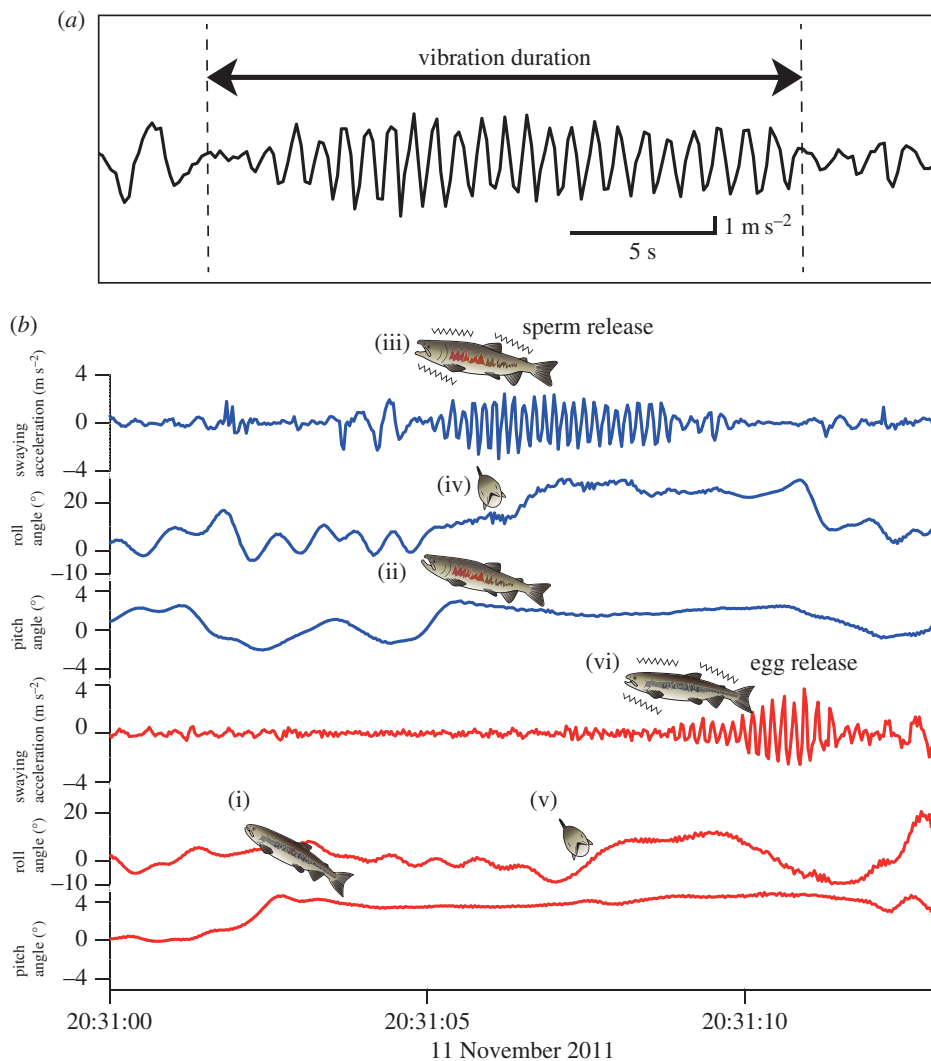 (a)
vibration duration
1 m s–2
5 s
(b)
(iii)
sperm release
swaying
acceleration (m s–2)
4
0
–4
(iv)
roll
angle (°)
20
0
–10
(ii)
pitch
angle (°)
4
0
–4
(vi)
egg release
swaying
acceleration (m s–2)
4
0
–4
(i)
(v)
roll
angle (°)
20
0
–10
pitch
angle (°)
4
0
–4
20:31:00
20:31:05
20:31:10
11 November 2011